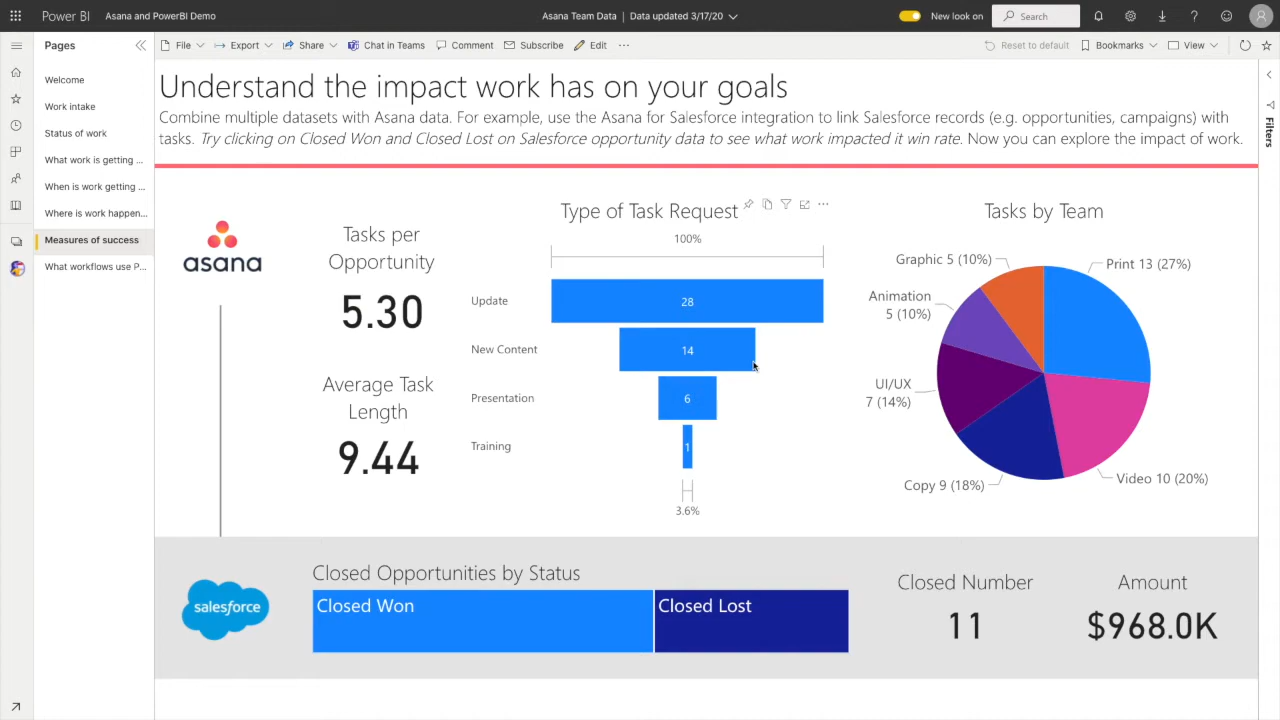 Power BI
Asana and PowerBI Demo
Asana Team Data | Data updated 3/17/20
New look on
Search
Pages
File
Export
Share
Chat in Teams
Comment
Subscribe
Edit
Reset to default
Bookmarks
View
Welcome
Work intake
Status of work
What work is getting ...
When is work getting ...
Where is work happen...
Measures of success
What workflows use P...
Filters
Understand the impact work has on your goals
Combine multiple datasets with Asana data. For example, use the Asana for Salesforce integration to link Salesforce records (e.g. opportunities, campaigns) with
tasks. Try clicking on Closed Won and Closed Lost on Salesforce opportunity data to see what work impacted it win rate. Now you can explore the impact of work.
asana
Tasks per
Opportunity
5.30
Average Task
Length
9.44
Type of Task Request
100%
Update
28
New Content
14
Presentation
6
Training
1
3.6%
Tasks by Team
Graphic 5 (10%)
Print 13 (27%)
Animation
5 (10%)
UI/UX
7 (14%)
Copy 9 (18%)
Video 10 (20%)
salesforce
Closed Opportunities by Status
Closed Won
Closed Lost
Closed Number
11
Amount
$968.0K